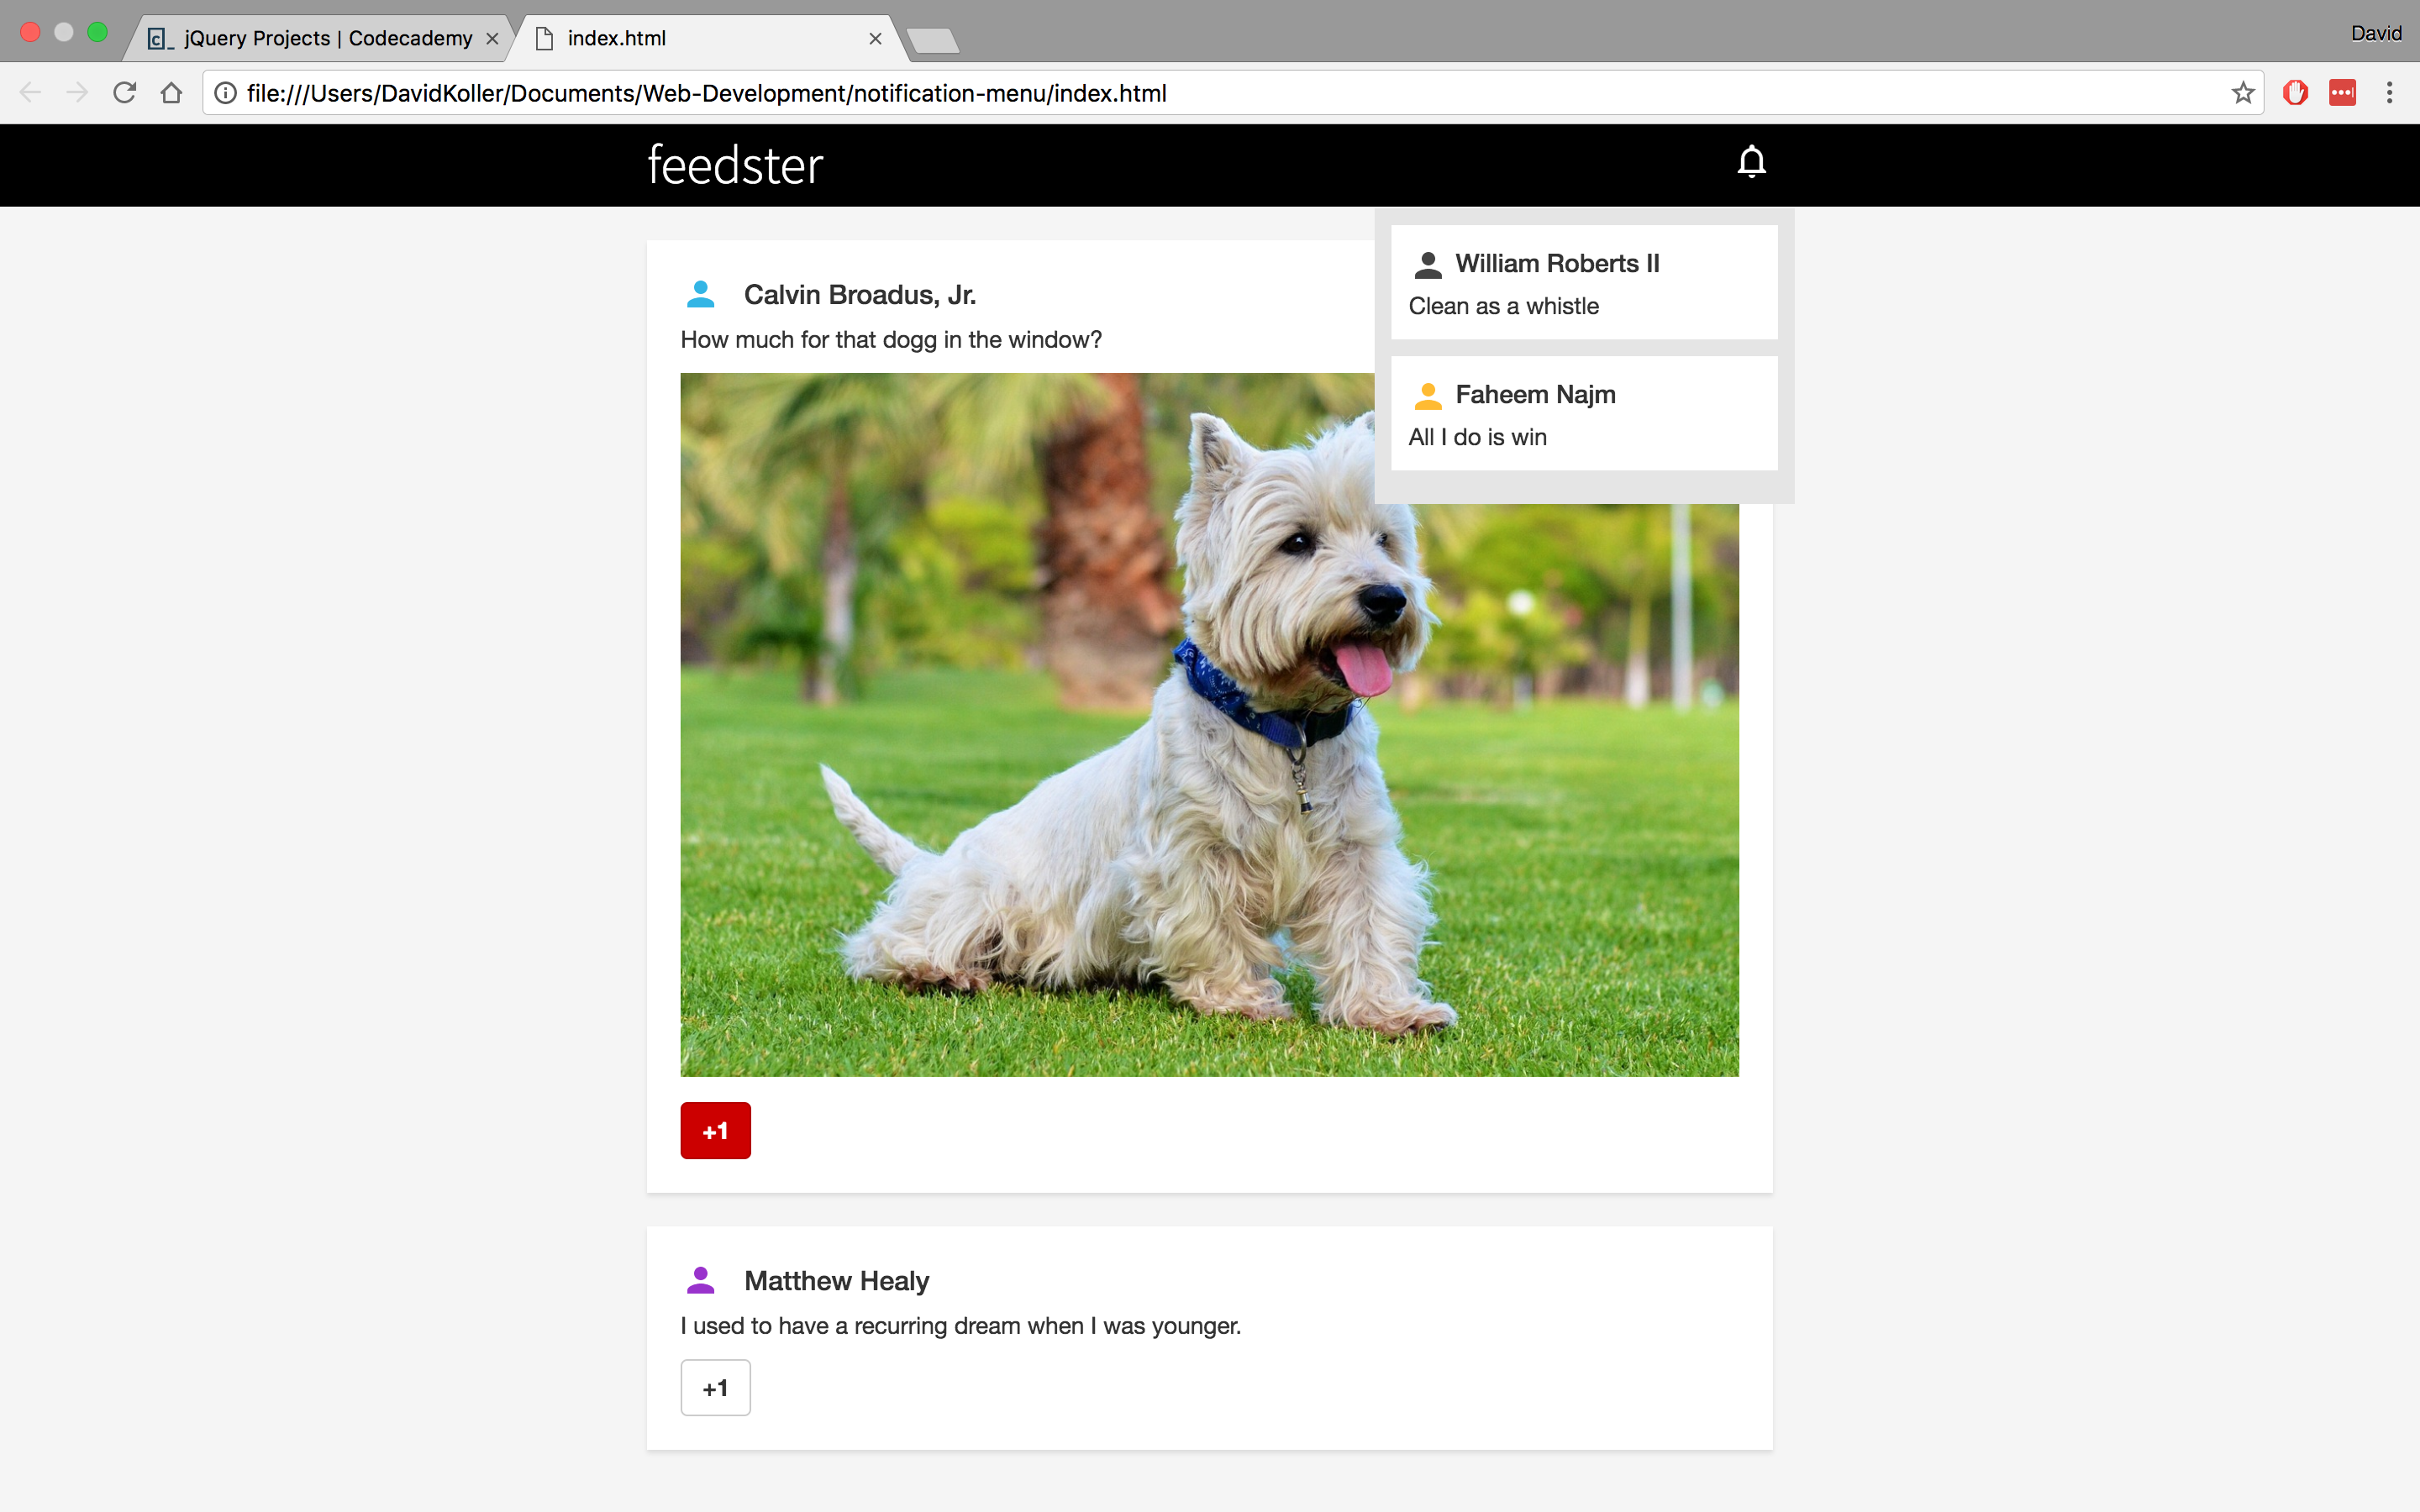 jQuery Projects | Codecademy
index.html
David
file:///Users/DavidKoller/Documents/Web-Development/notification-menu/index.html
feedster
William Roberts II
Clean as a whistle
Faheem Najm
All I do is win
Calvin Broadus, Jr.
How much for that dogg in the window?
+1
Matthew Healy
I used to have a recurring dream when I was younger.
+1